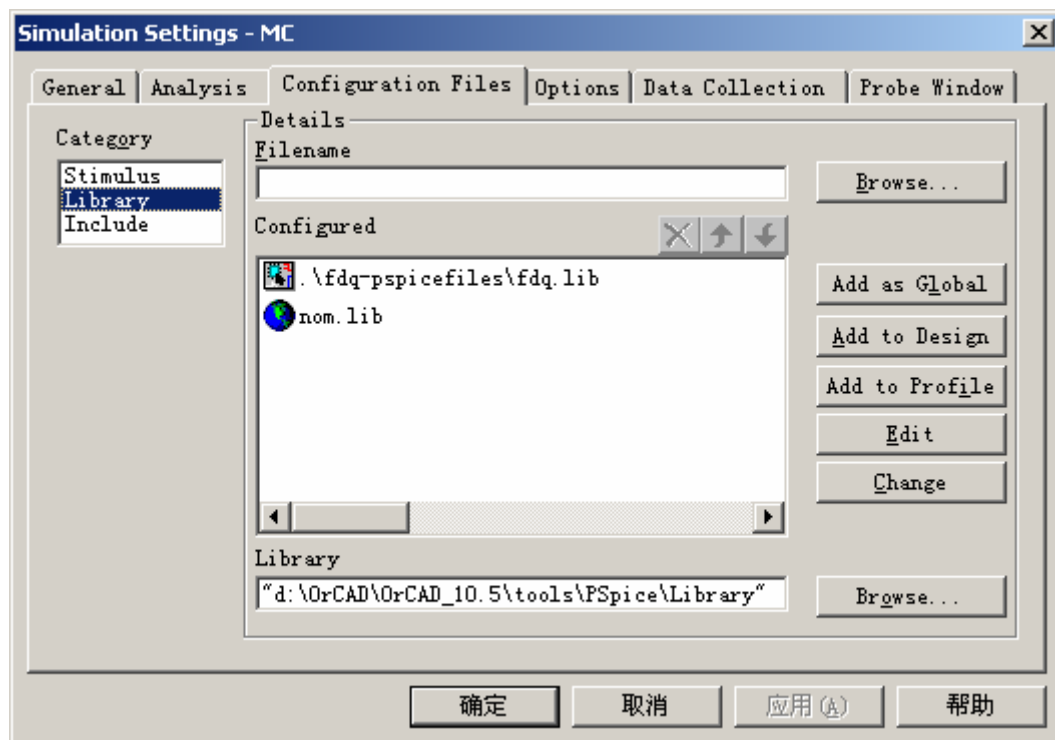 Simulation Settings - MC
General Analysis Configuration Files Options Data Collection Probe Window
Category
Stimulus
Library
Include
Details
Filename
Browse...
Configured
.\fdq-pspicefiles\fdq.lib
nom.lib
Add as Global
Add to Design
Add to Profile
Edit
Change
Library
"d:\OrCAD\OrCAD_10.5\tools\PSpice\Library"
Browse...
确定 取消 应用(A) 帮助